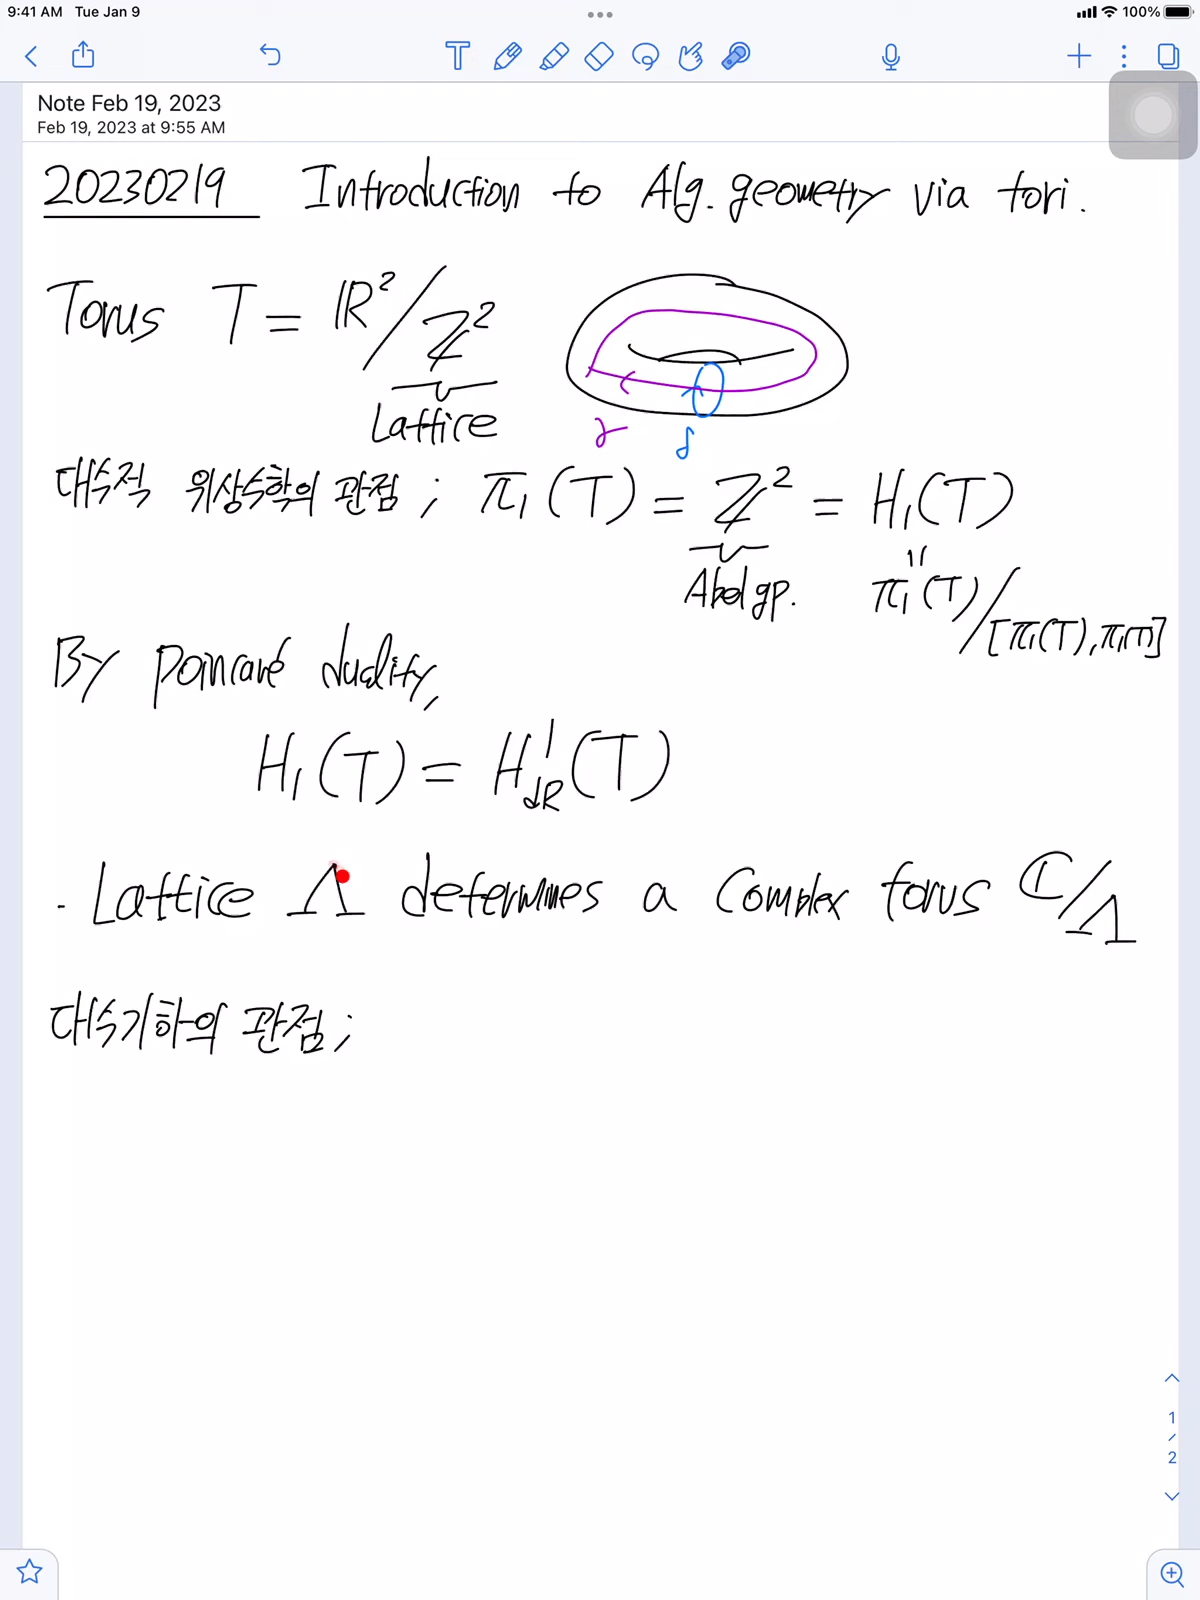 9:41 AM Tue Jan 9
100%
Note Feb 19, 2023
Feb 19, 2023 at 9:55 AM
20230219 Introduction to Alg. geometry via tori.
Torus T = ℝ²/ℤ²
Lattice
γ δ
대수적 위상수학의 관점 ; π₁(T) = ℤ² = H₁(T)
Abel gp. π₁(T)/[π₁(T), π₁(T)]
By Poincaré duality,
H₁(T) = H¹dR(T)
· Lattice Λ determines a complex torus ℂ/Λ
대수기하의 관점 ;
1
/
2